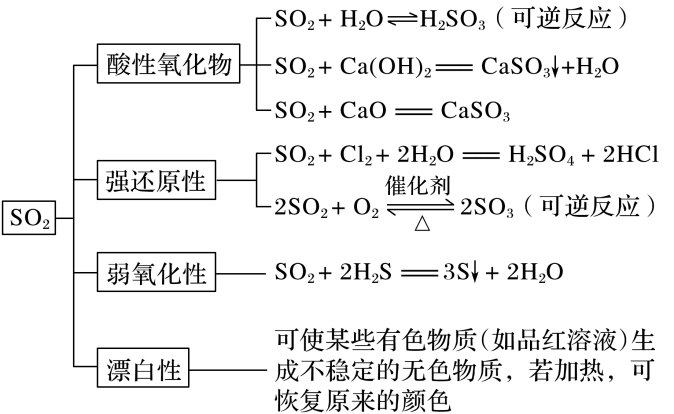 SO₂
酸性氧化物
SO₂ + H₂O⇌H₂SO₃（可逆反应）
SO₂ + Ca(OH)₂══CaSO₃↓+H₂O
SO₂ + CaO══CaSO₃
强还原性
SO₂ + Cl₂ + 2H₂O══H₂SO₄ + 2HCl
催化剂
2SO₂ + O₂⇌2SO₃（可逆反应）
△
弱氧化性
SO₂ + 2H₂S══3S↓ + 2H₂O
漂白性
可使某些有色物质（如品红溶液）生
成不稳定的无色物质，若加热，可
恢复原来的颜色